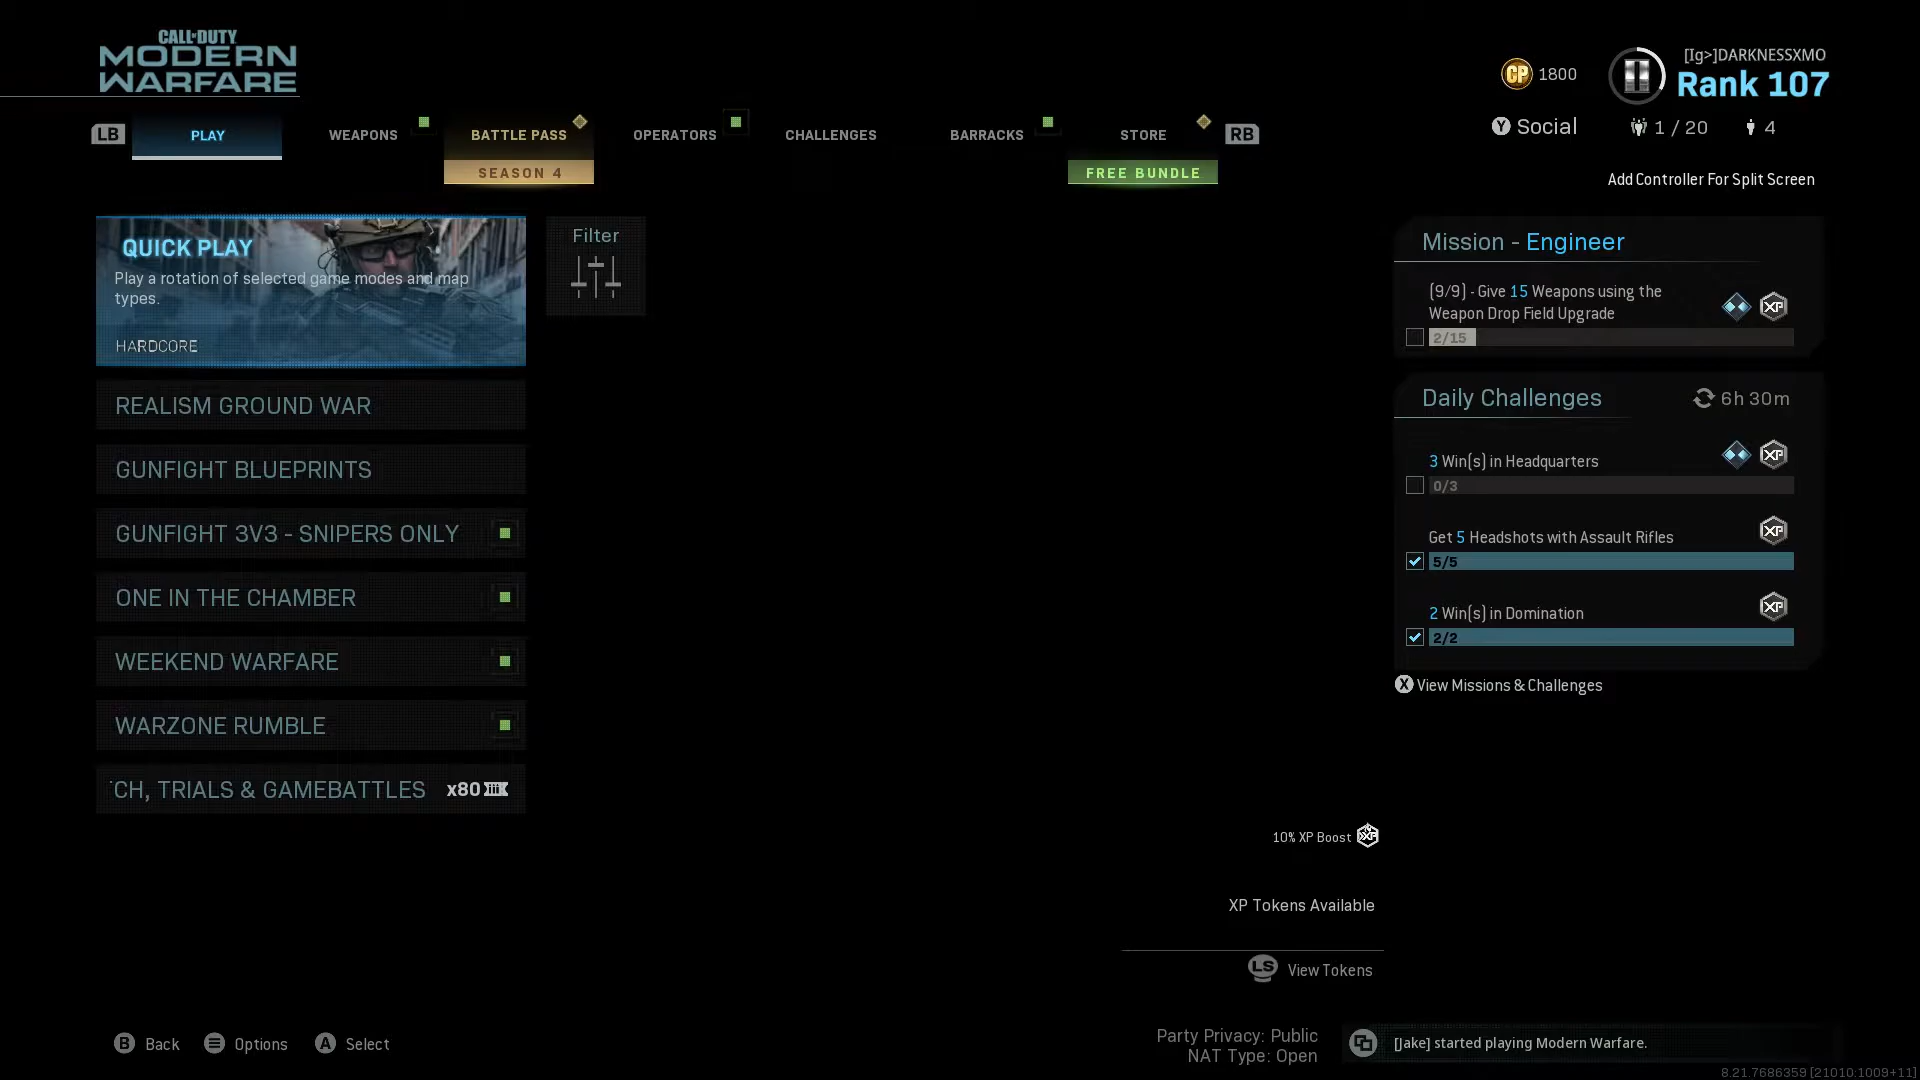 CALL OF DUTY
MODERN
WARFARE
CP 1800
[Ig>]DARKNESSXMO
Rank 107
LB
PLAY
WEAPONS
BATTLE PASS
OPERATORS
CHALLENGES
BARRACKS
STORE
RB
Y Social
1 / 20
4
SEASON 4
FREE BUNDLE
Add Controller For Split Screen
QUICK PLAY
Play a rotation of selected game modes and map
types.
HARDCORE
Filter
REALISM GROUND WAR
GUNFIGHT BLUEPRINTS
GUNFIGHT 3V3 - SNIPERS ONLY
ONE IN THE CHAMBER
WEEKEND WARFARE
WARZONE RUMBLE
CH, TRIALS & GAMEBATTLES x80
Mission - Engineer
(9/9) - Give 15 Weapons using the
Weapon Drop Field Upgrade
XP
2/15
Daily Challenges
6h 30m
3 Win(s) in Headquarters
XP
0/3
Get 5 Headshots with Assault Rifles
XP
5/5
2 Win(s) in Domination
XP
2/2
X View Missions & Challenges
10% XP Boost XP
XP Tokens Available
LS View Tokens
B Back
Options
A Select
Party Privacy: Public
NAT Type: Open
[Jake] started playing Modern Warfare.
8.21.7686359 [21010:1009+11]